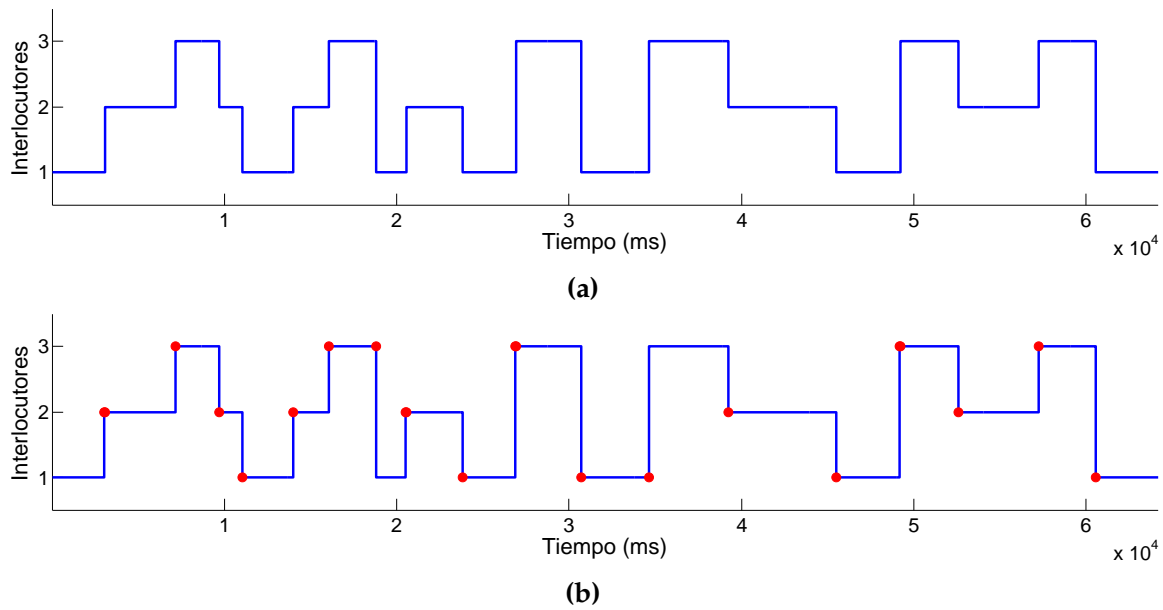 Interlocutores
3
2
1
1 2 3 4 5 6
Tiempo (ms)
x 10^4
(a)
Interlocutores
3
2
1
1 2 3 4 5 6
Tiempo (ms)
x 10^4
(b)